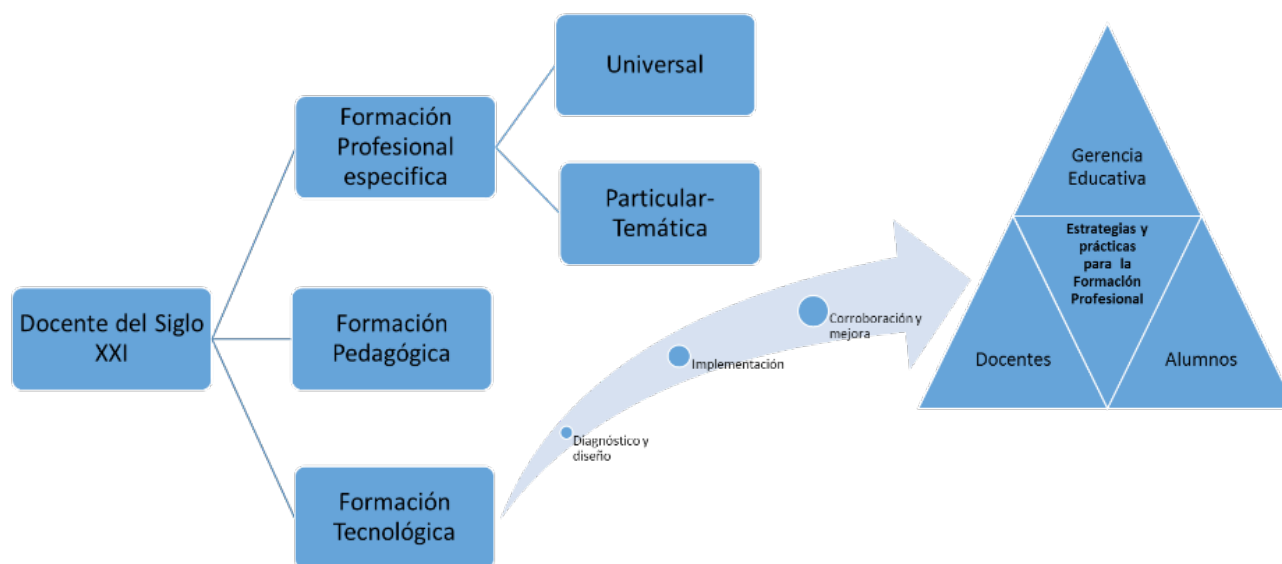 Universal
Formación
Profesional
especifica
Particular-
Temática
Docente del Siglo
XXI
Formación
Pedagógica
Formación
Tecnológica
Diagnóstico y
diseño
Implementación
Corroboración y
mejora
Gerencia
Educativa
Estrategias y
prácticas
para la
Formación
Profesional
Docentes
Alumnos